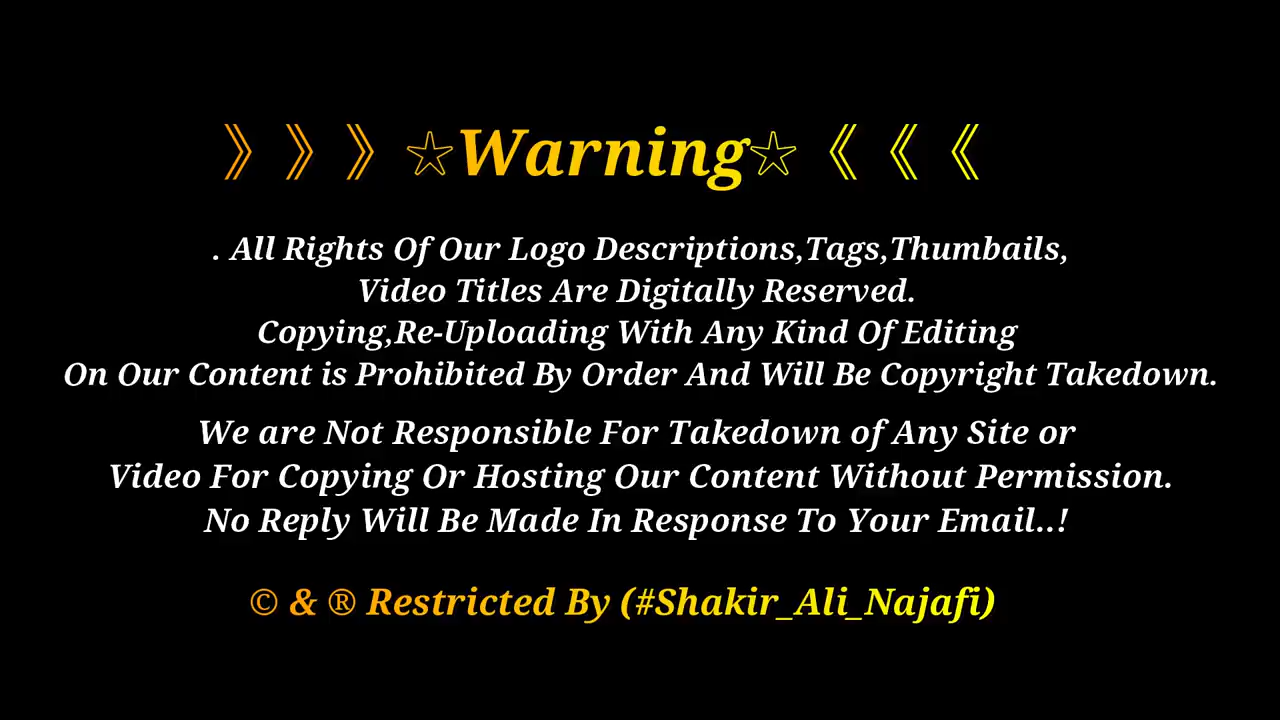 》》》☆Warning☆《《《
. All Rights Of Our Logo Descriptions,Tags,Thumbails,
Video Titles Are Digitally Reserved.
Copying,Re-Uploading With Any Kind Of Editing
On Our Content is Prohibited By Order And Will Be Copyright Takedown.
We are Not Responsible For Takedown of Any Site or
Video For Copying Or Hosting Our Content Without Permission.
No Reply Will Be Made In Response To Your Email..!
© & ® Restricted By (#Shakir_Ali_Najafi)